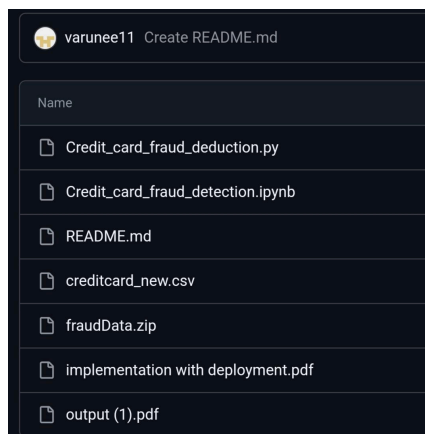 varunee11 Create README.md
Name
Credit_card_fraud_deduction.py
Credit_card_fraud_detection.ipynb
README.md
creditcard_new.csv
fraudData.zip
implementation with deployment.pdf
output (1).pdf